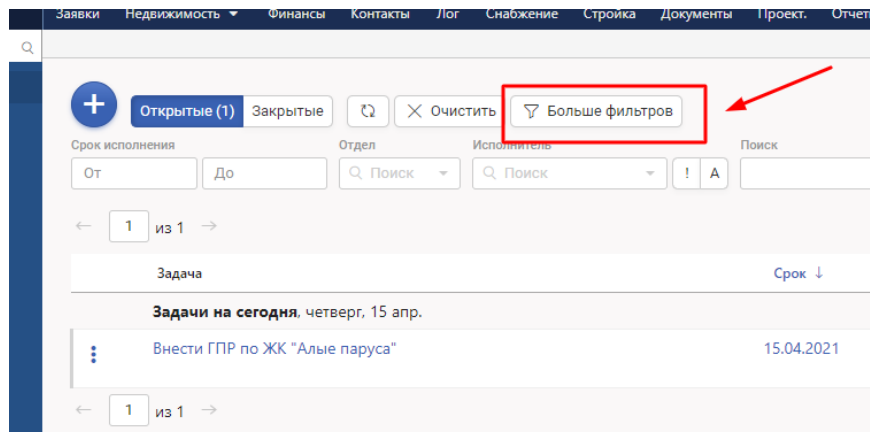 Заявки Недвижимость Финансы Контакты Лог Снабжение Стройка Документы Проект.
Открытые (1) Закрытые Очистить Больше фильтров
Срок исполнения Отдел Исполнитель Поиск
От До Поиск Поиск ! A
1 из 1
Задача Срок
Задачи на сегодня, четверг, 15 апр.
Внести ГПР по ЖК "Алые паруса" 15.04.2021
1 из 1